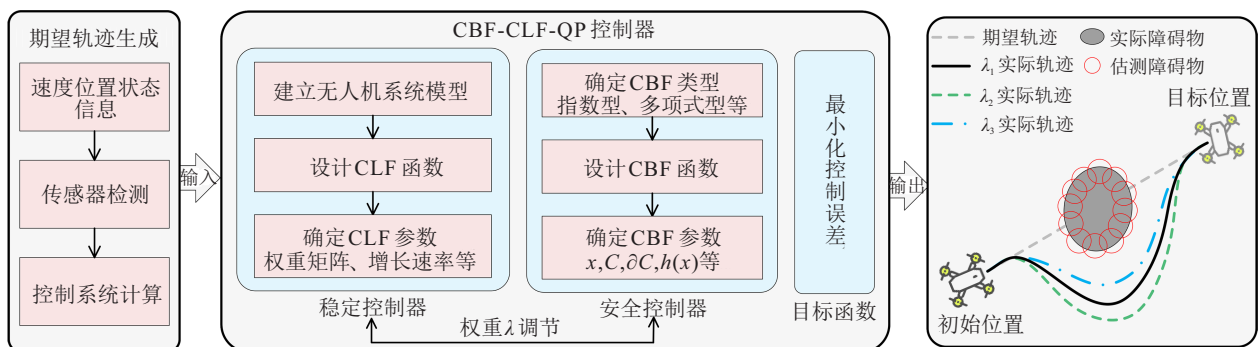 期望轨迹生成
速度位置状态
信息
传感器检测
控制系统计算
输入
CBF-CLF-QP 控制器
建立无人机系统模型
设计CLF 函数
确定CLF 参数
权重矩阵、增长速率等
稳定控制器
确定CBF 类型
指数型、多项式型等
设计CBF 函数
确定CBF 参数
x,C,∂C,h(x)等
安全控制器
权重λ调节
最小化控制误差
目标函数
输出
期望轨迹
实际障碍物
λ₁实际轨迹
估测障碍物
λ₂实际轨迹
λ₃实际轨迹
目标位置
初始位置